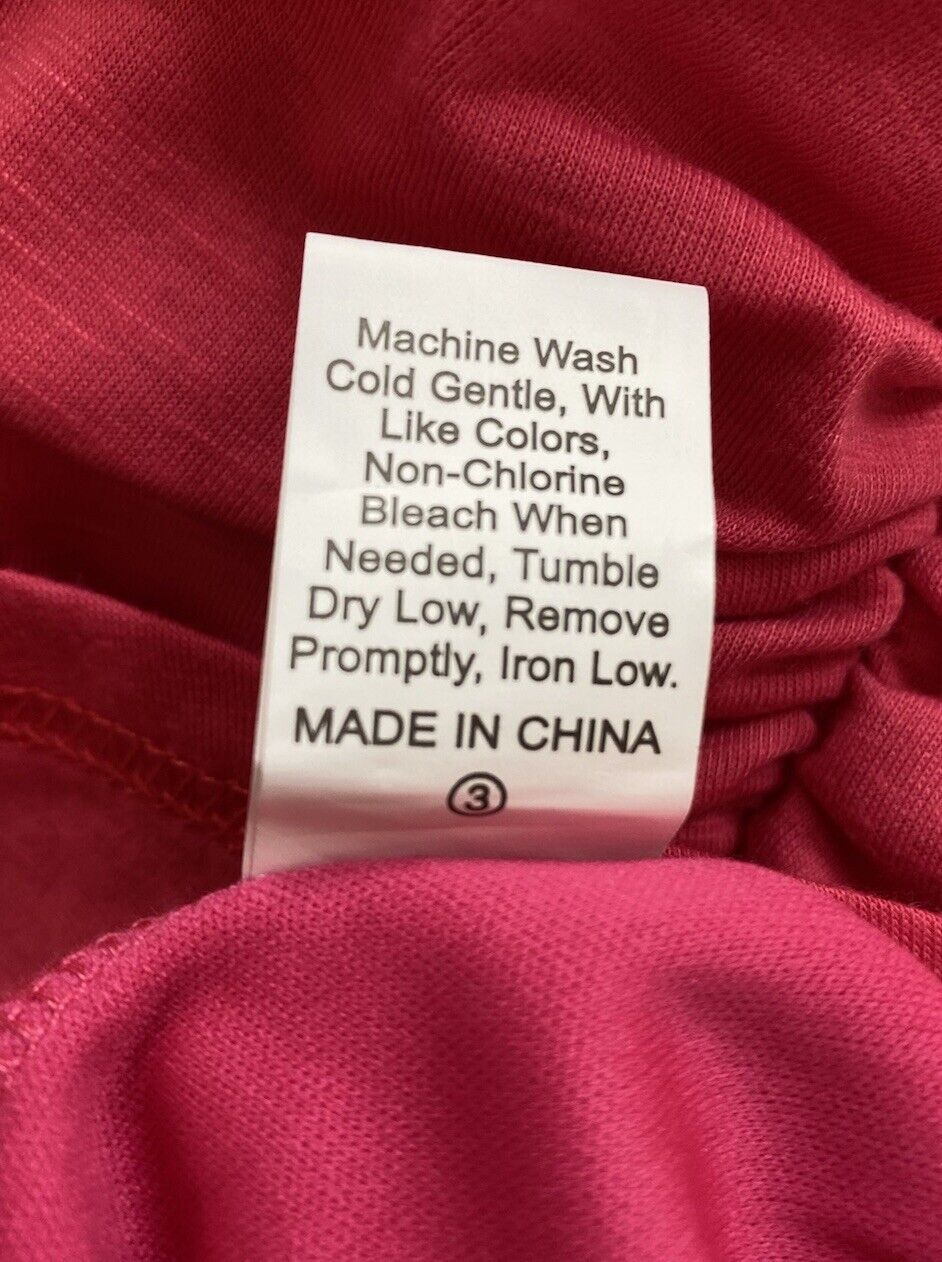 Machine Wash
Cold Gentle, With
Like Colors,
Non-Chlorine
Bleach When
Needed, Tumble
Dry Low, Remove
Promptly, Iron Low.
MADE IN CHINA
③